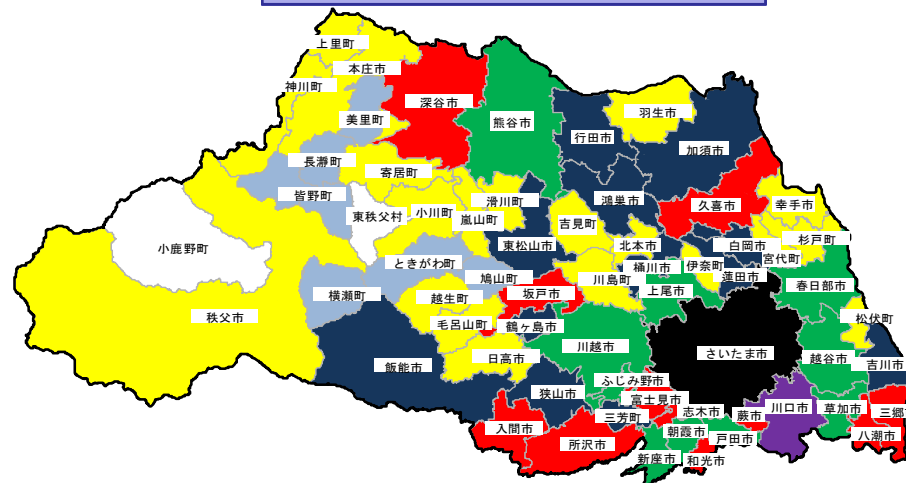 上里町
本庄市
神川町
美里町
深谷市
熊谷市
行田市
羽生市
加須市
長瀞町
寄居町
皆野町
東秩父村
小川町
嵐山町
滑川町
吉見町
鴻巣市
久喜市
幸手市
小鹿野町
東松山市
北本市
白岡市
杉戸町
宮代町
ときがわ町
鳩山町
川島町
桶川市
伊奈町
蓮田市
春日部市
横瀬町
越生町
坂戸市
上尾市
秩父市
毛呂山町
鶴ヶ島市
松伏町
飯能市
日高市
川越市
さいたま市
越谷市
吉川市
狭山市
ふじみ野市
富士見市
三芳町
志木市
蕨市
川口市
草加市
三郷
入間市
所沢市
朝霞市
戸田市
八潮市
新座市
和光市